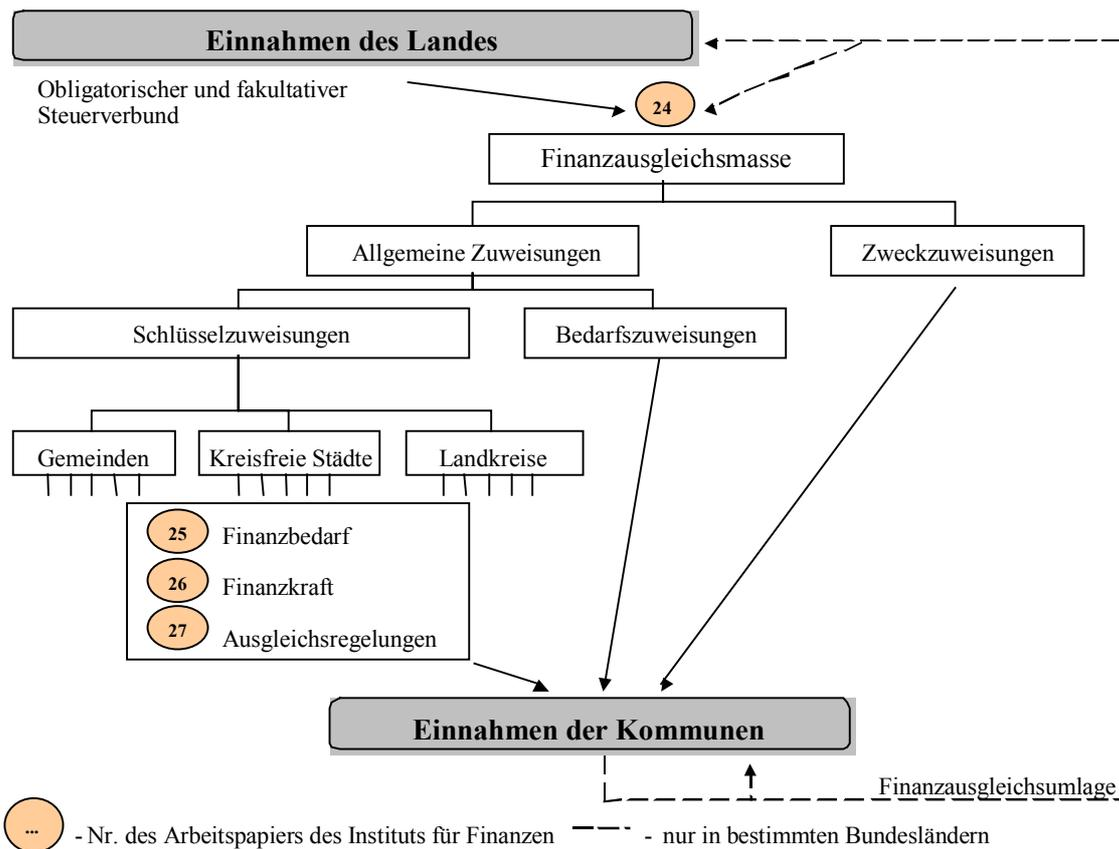 Einnahmen des Landes
Obligatorischer und fakultativer
Steuerverbund
24
Finanzausgleichsmasse
Allgemeine Zuweisungen
Zweckzuweisungen
Schlüsselzuweisungen
Bedarfszuweisungen
Gemeinden
Kreisfreie Städte
Landkreise
25 Finanzbedarf
26 Finanzkraft
27 Ausgleichsregelungen
Einnahmen der Kommunen
Finanzausgleichsumlage
... - Nr. des Arbeitspapiers des Instituts für Finanzen
- nur in bestimmten Bundesländern